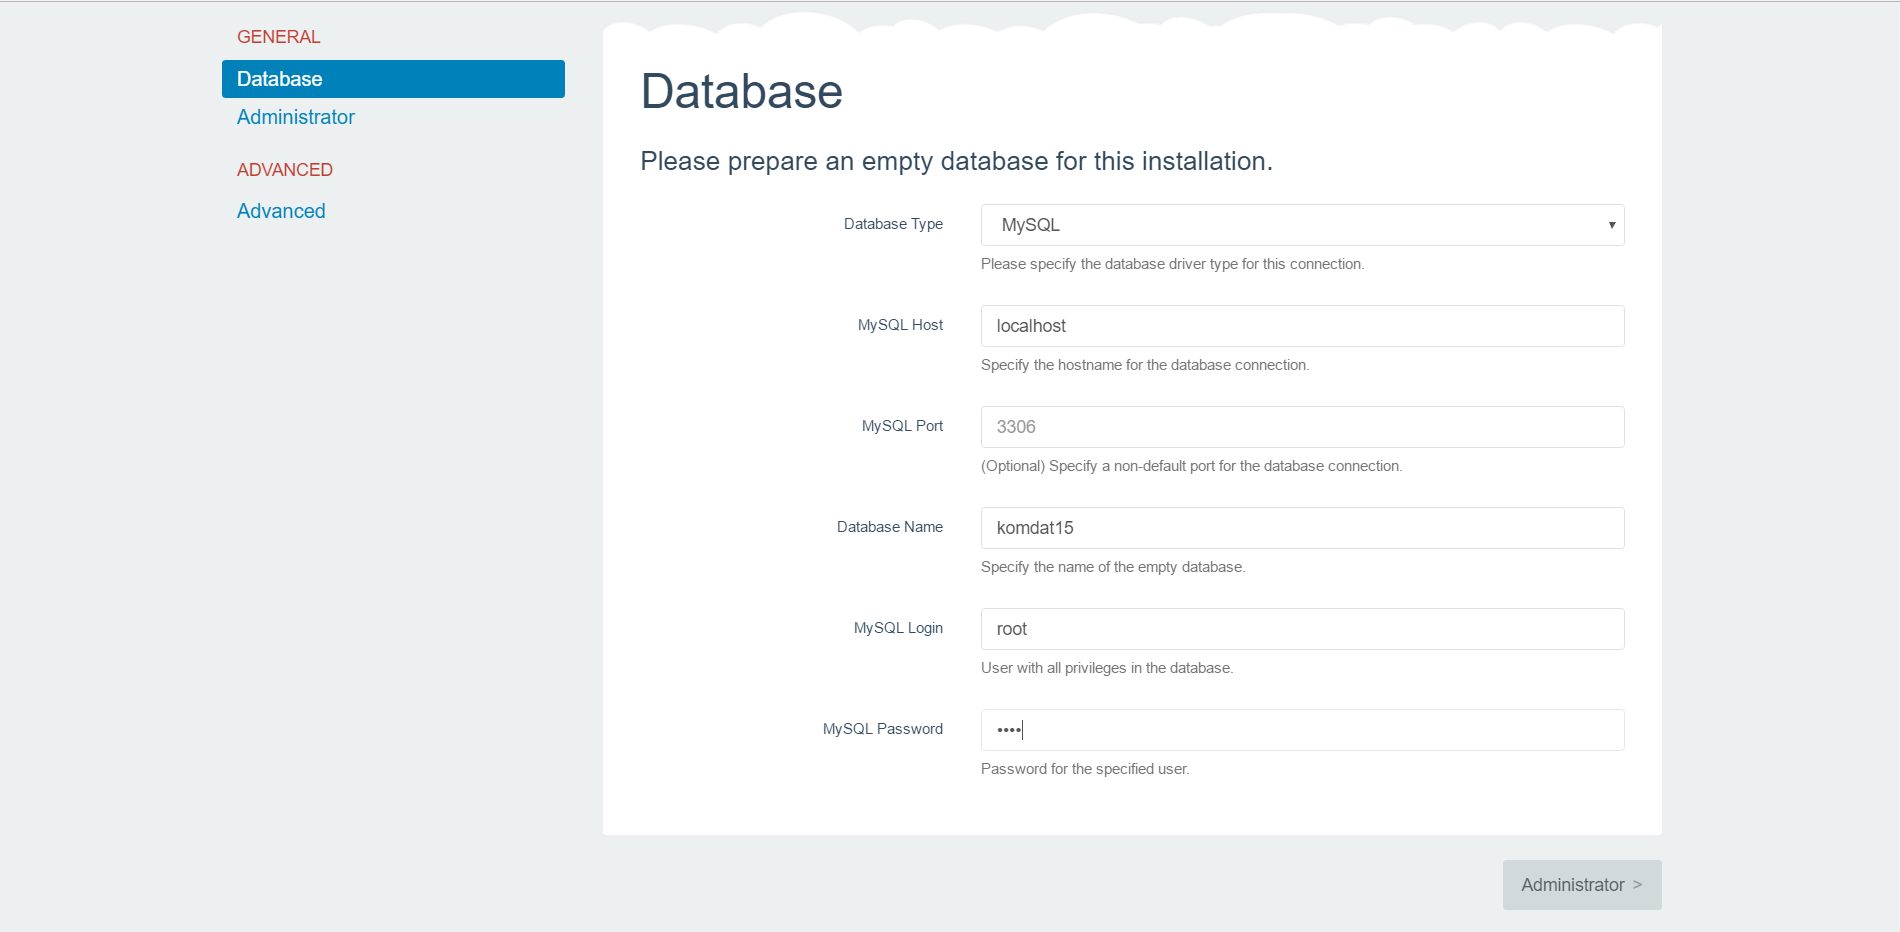 GENERAL
Database
Administrator
ADVANCED
Advanced
Database
Please prepare an empty database for this installation.
Database Type
MySQL
Please specify the database driver type for this connection.
MySQL Host
localhost
Specify the hostname for the database connection.
MySQL Port
3306
(Optional) Specify a non-default port for the database connection.
Database Name
komdat15
Specify the name of the empty database.
MySQL Login
root
User with all privileges in the database.
MySQL Password
••••
Password for the specified user.
Administrator >